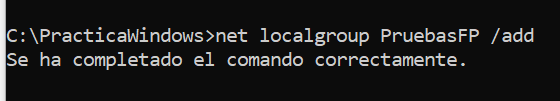 C:\PracticaWindows>net localgroup PruebasFP /add
Se ha completado el comando correctamente.